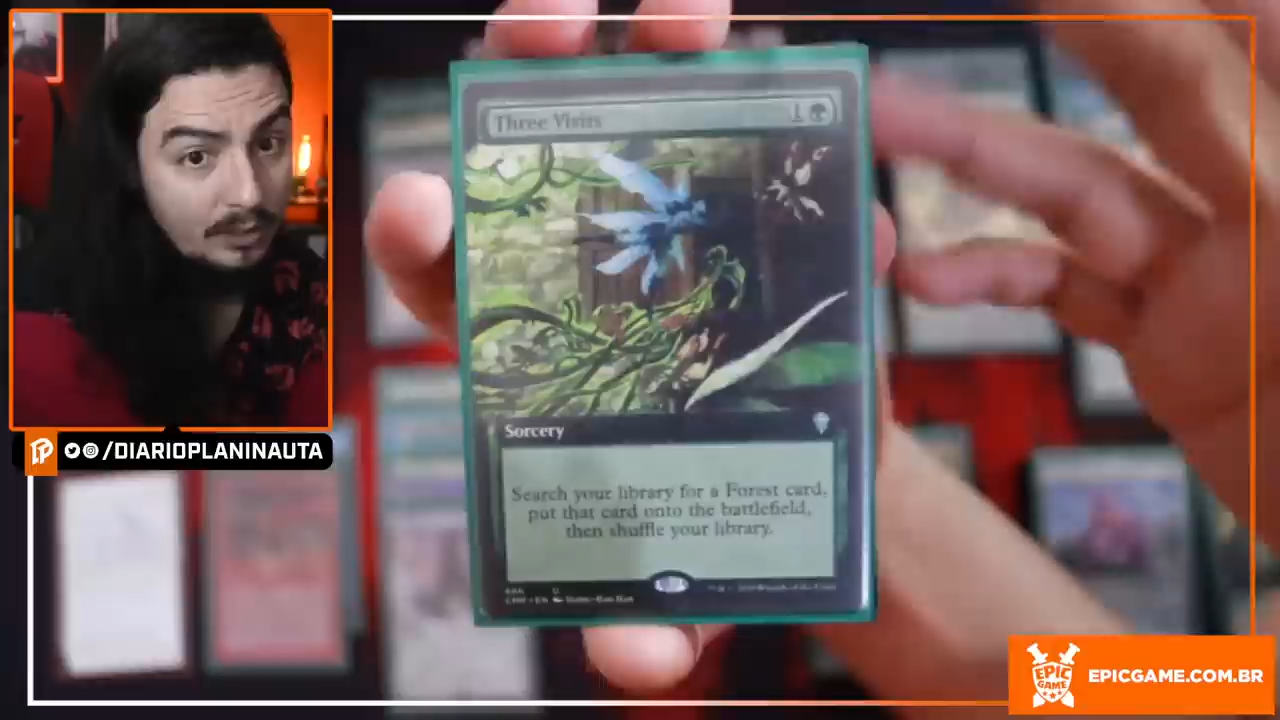 Three Visits
1
Sorcery
Search your library for a Forest card,
put that card onto the battlefield,
then shuffle your library.
/DIARIOPLANINAUTA
EPIC
GAME
EPICGAME.COM.BR